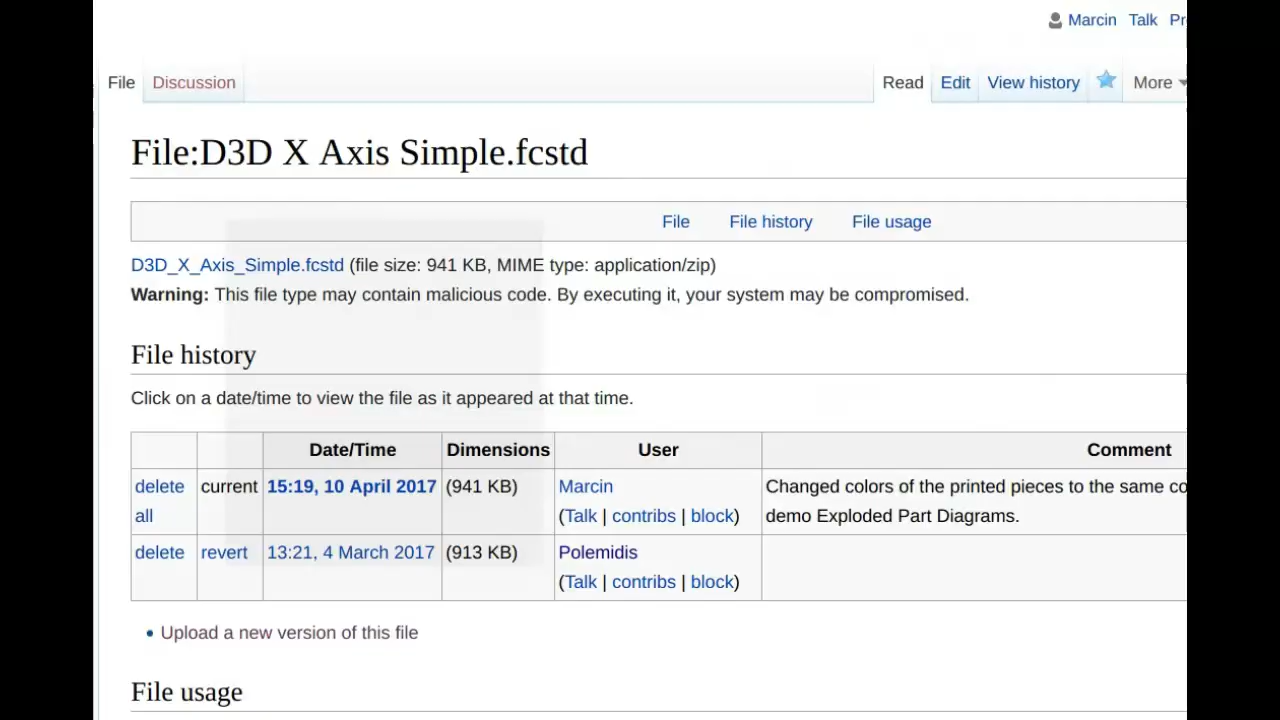 Marcin Talk
File Discussion Read Edit View history More
File:D3D X Axis Simple.fcstd
File File history File usage
D3D_X_Axis_Simple.fcstd (file size: 941 KB, MIME type: application/zip)
Warning: This file type may contain malicious code. By executing it, your system may be compromised.
File history
Click on a date/time to view the file as it appeared at that time.
Date/Time Dimensions User Comment
delete current 15:19, 10 April 2017 (941 KB) Marcin Changed colors of the printed pieces to the same
all (Talk | contribs | block) demo Exploded Part Diagrams.
delete revert 13:21, 4 March 2017 (913 KB) Polemidis
(Talk | contribs | block)
• Upload a new version of this file
File usage